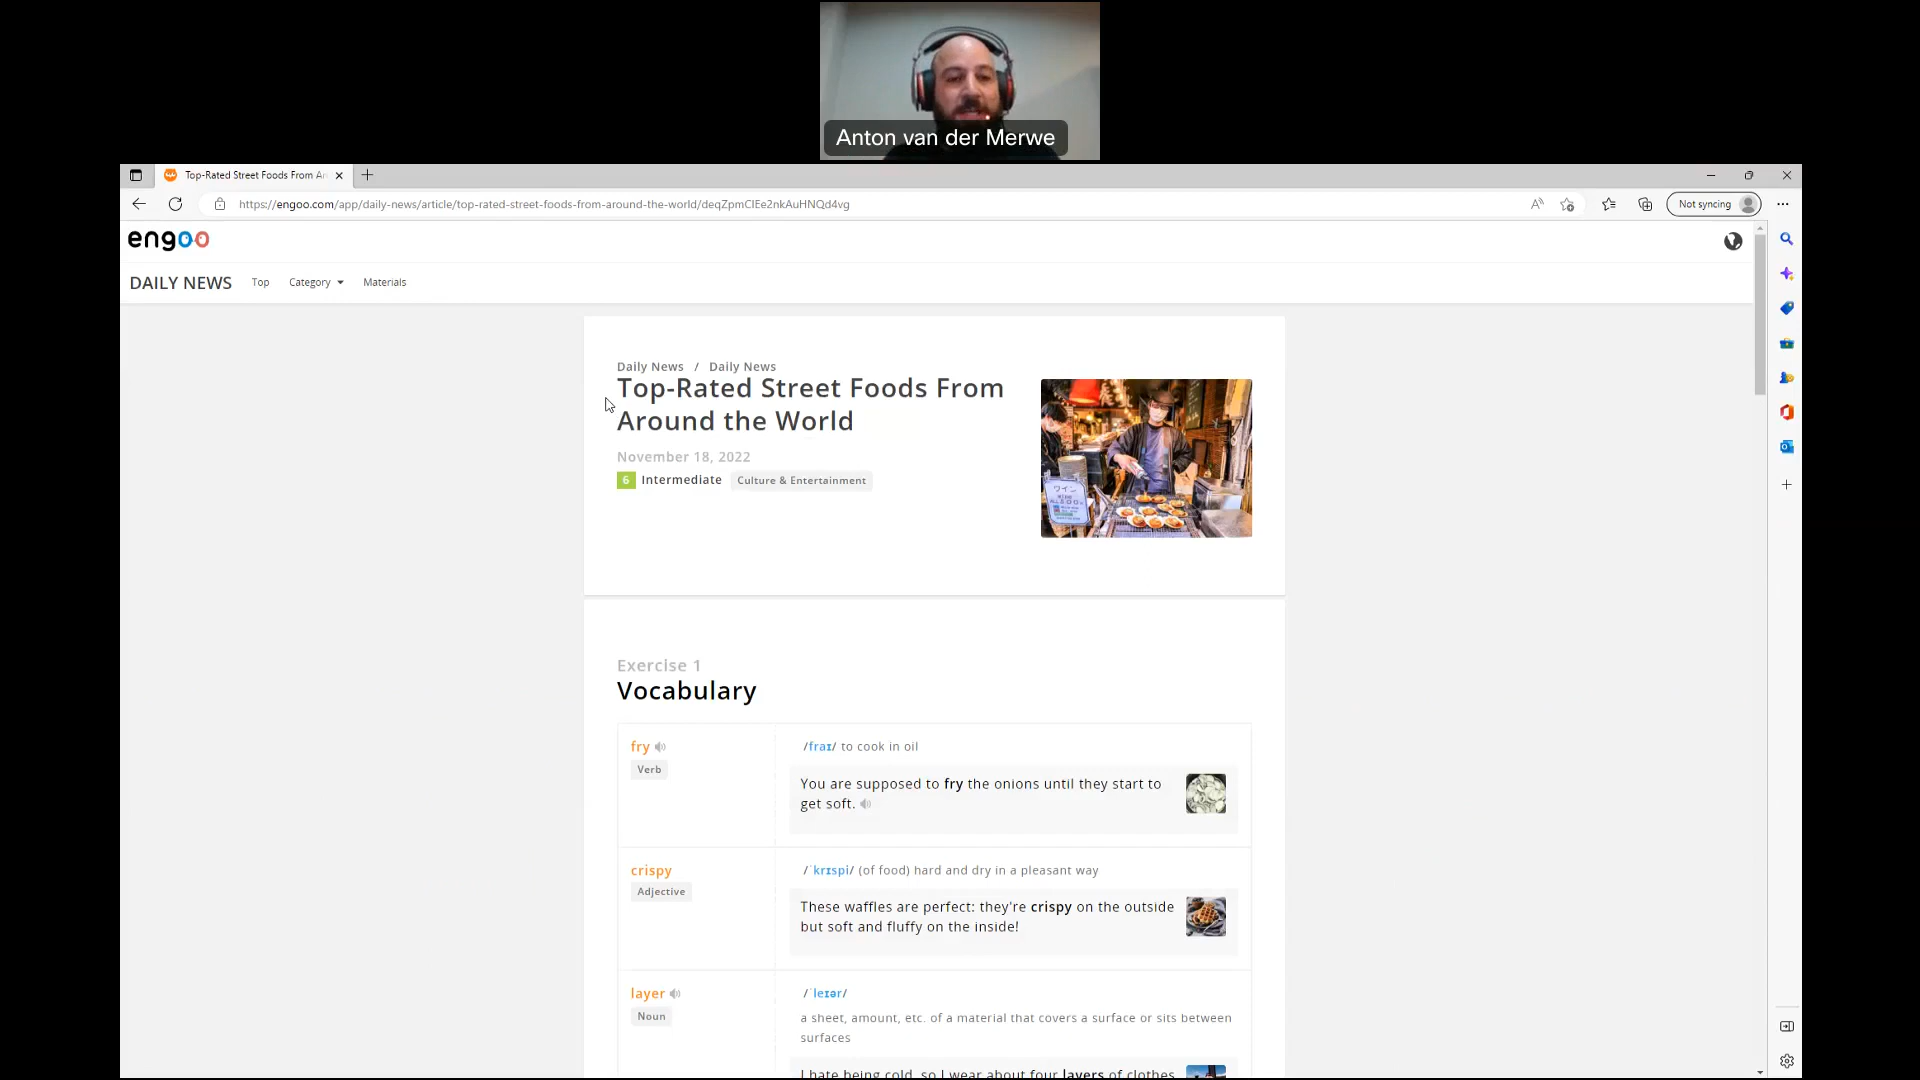 Anton van der Merwe
Top-Rated Street Foods From Ar
https://engoo.com/app/daily-news/article/top-rated-street-foods-from-around-the-world/deqZpmCIEe2nkAuHNQd4vg
Not syncing
engoo
DAILY NEWS Top Category Materials
Daily News / Daily News
Top-Rated Street Foods From
Around the World
November 18, 2022
6 Intermediate Culture & Entertainment
Exercise 1
Vocabulary
fry /fraɪ/ to cook in oil
Verb
You are supposed to fry the onions until they start to
get soft.
crispy /ˈkrɪspi/ (of food) hard and dry in a pleasant way
Adjective
These waffles are perfect: they're crispy on the outside
but soft and fluffy on the inside!
layer /ˈleɪər/
Noun
a sheet, amount, etc. of a material that covers a surface or sits between
surfaces
I hate being cold, so I wear about four layers of clothes